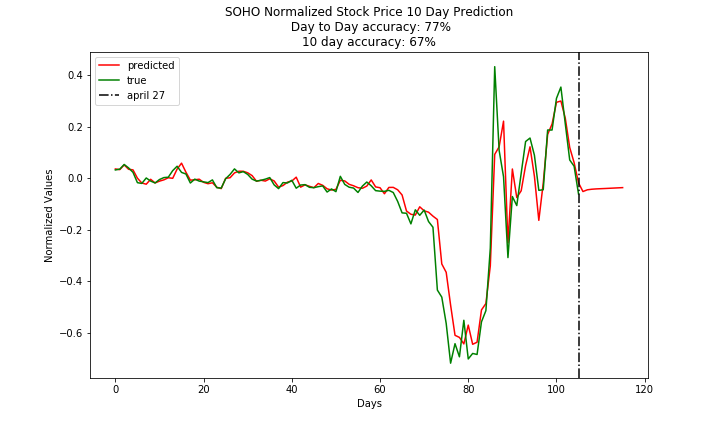 SOHO Normalized Stock Price 10 Day Prediction
Day to Day accuracy: 77%
10 day accuracy: 67%
predicted
true
april 27
Normalized Values
0.4
0.2
0.0
−0.2
−0.4
−0.6
0 20 40 60 80 100 120
Days